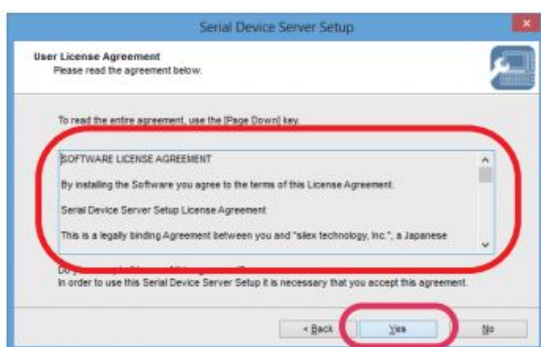 Serial Device Server Setup
User License Agreement
Please read the agreement below.
To read the entire agreement, use the [Page Down] key.
SOFTWARE LICENSE AGREEMENT
By installing the Software you agree to the terms of this License Agreement.
Serial Device Server Setup License Agreement
This is a legally binding Agreement between you and "silex technology, Inc.", a Japanese
In order to use this Serial Device Server Setup it is necessary that you accept this agreement.
< Back
Yes
No